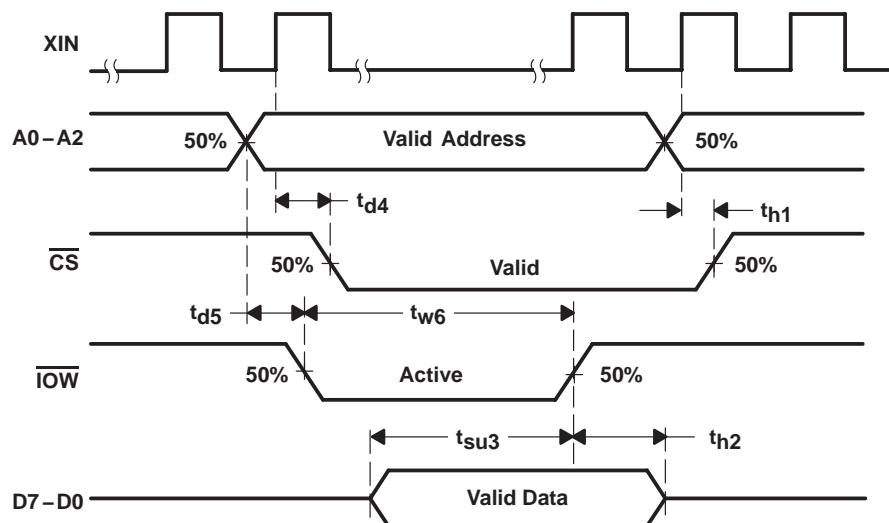 XIN
A0–A2
50%
Valid Address
50%
td4
th1
CS
50%
Valid
50%
td5
tw6
IOW
50%
Active
50%
tsu3
th2
D7–D0
Valid Data